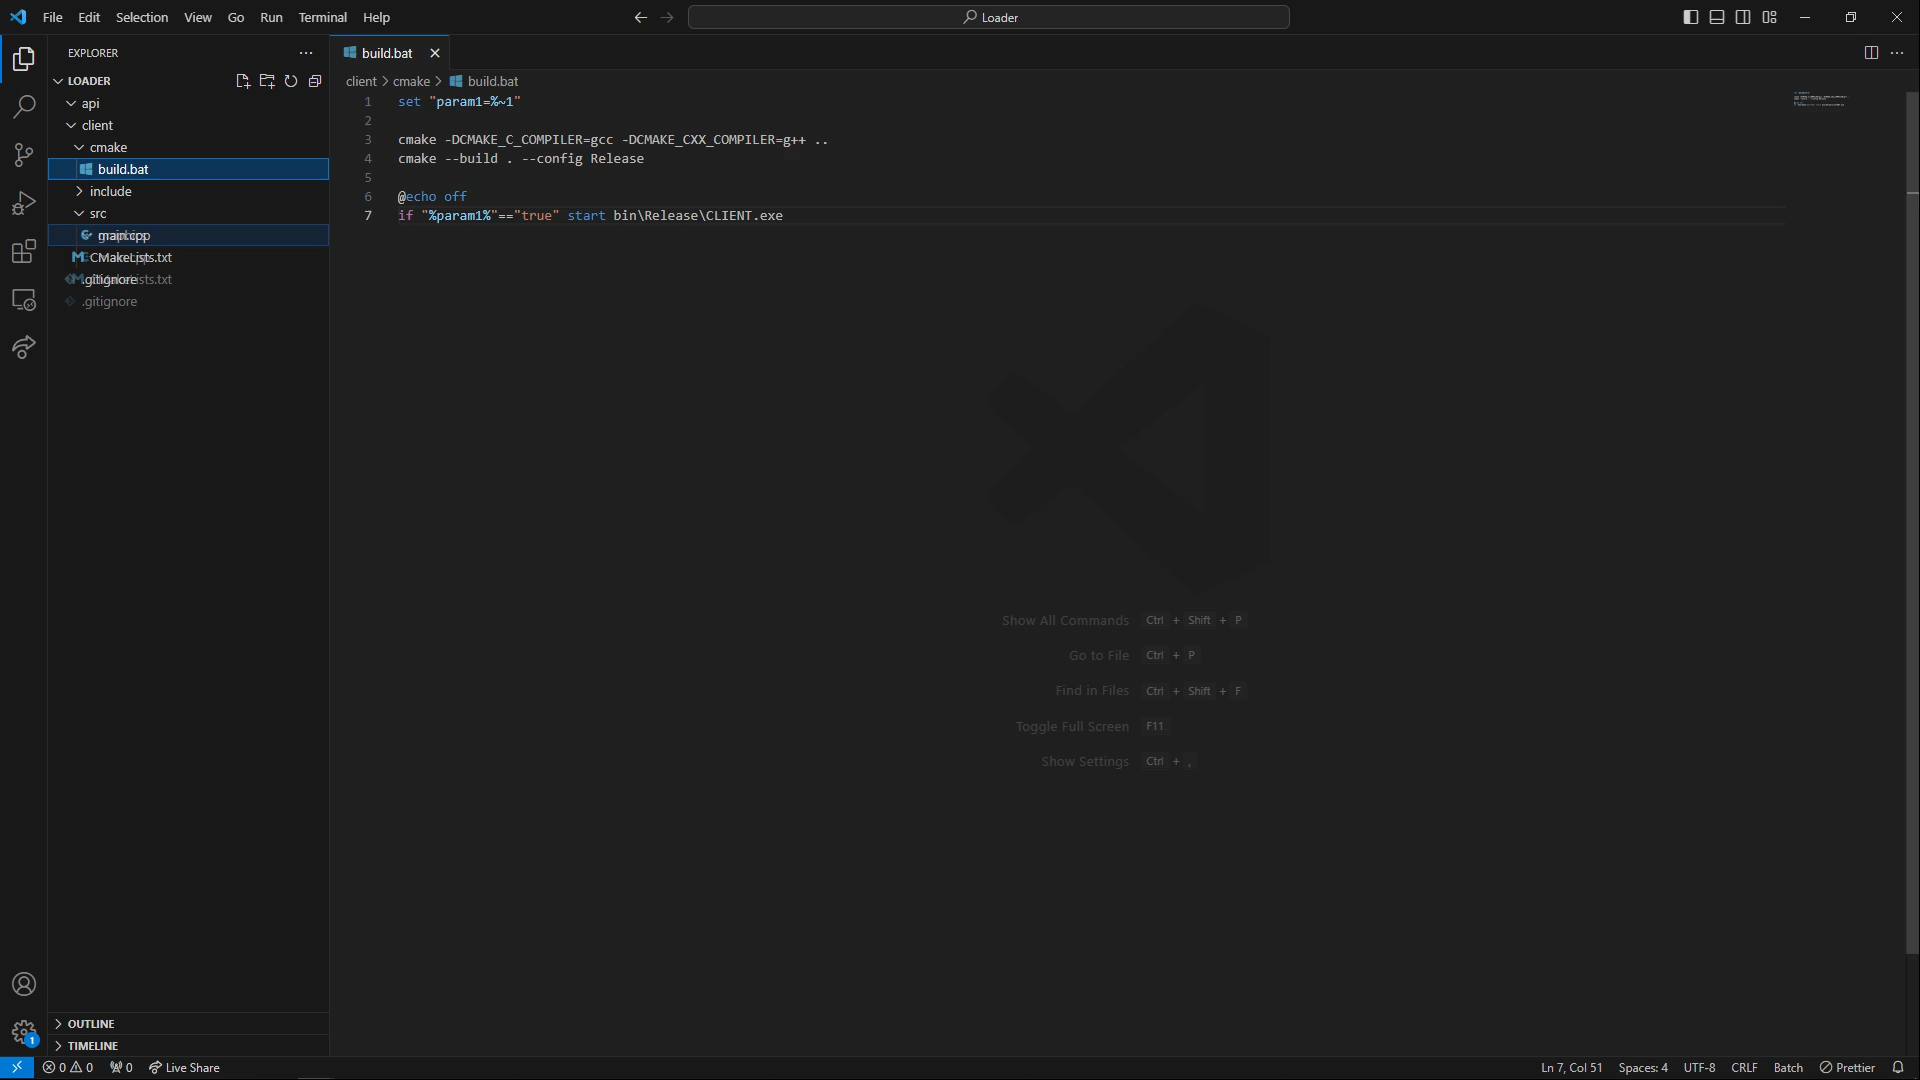 File Edit Selection View Go Run Terminal Help
Loader
EXPLORER
build.bat
LOADER
client > cmake > build.bat
api
client
cmake
build.bat
include
src
main.cpp
CMakeLists.txt
.gitignore
.gitignore
1 set "param1=%~1"
2
3 cmake -DCMAKE_C_COMPILER=gcc -DCMAKE_CXX_COMPILER=g++ ..
4 cmake --build . --config Release
5
6 @echo off
7 if "%param1%"=="true" start bin\Release\CLIENT.exe
Show All Commands Ctrl + Shift + P
Go to File Ctrl + P
Find in Files Ctrl + Shift + F
Toggle Full Screen F11
Show Settings Ctrl + ,
OUTLINE
1
TIMELINE
0 0 0 Live Share
Ln 7, Col 51 Spaces: 4 UTF-8 CRLF Batch Prettier